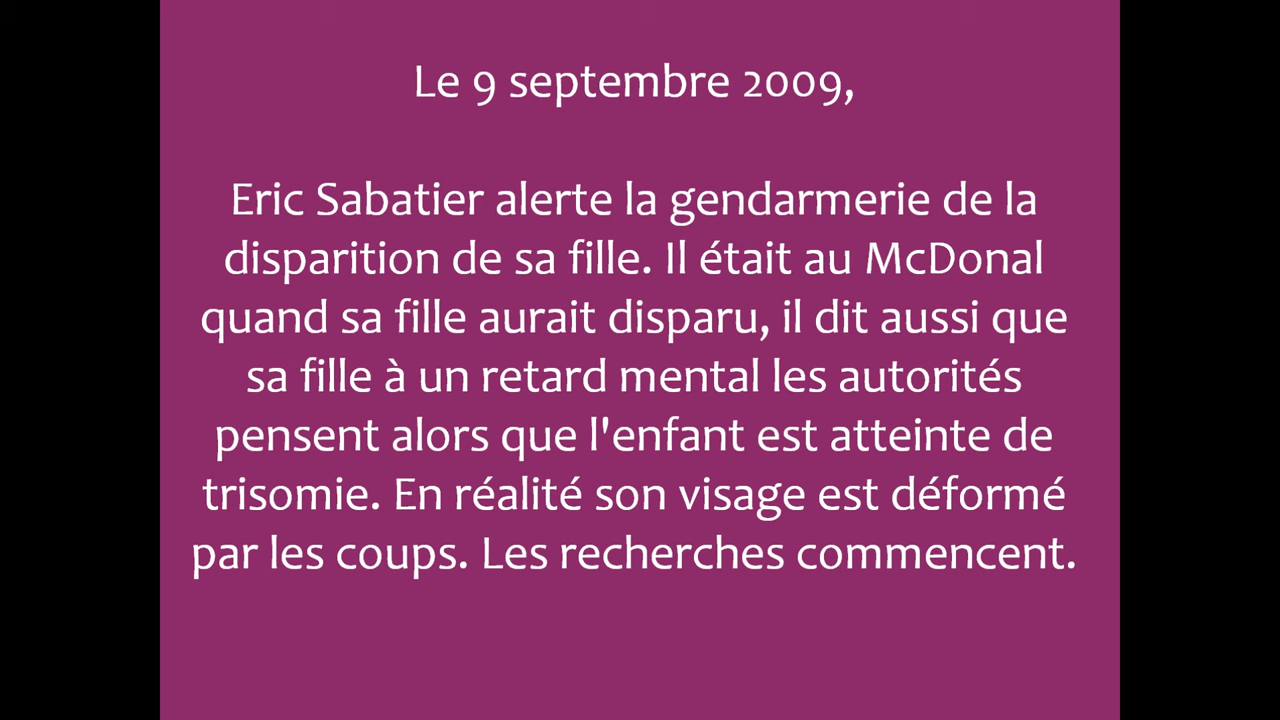 Le 9 septembre 2009,
Eric Sabatier alerte la gendarmerie de la
disparition de sa fille. Il était au McDonal
quand sa fille aurait disparu, il dit aussi que
sa fille à un retard mental les autorités
pensent alors que l'enfant est atteinte de
trisomie. En réalité son visage est déformé
par les coups. Les recherches commencent.